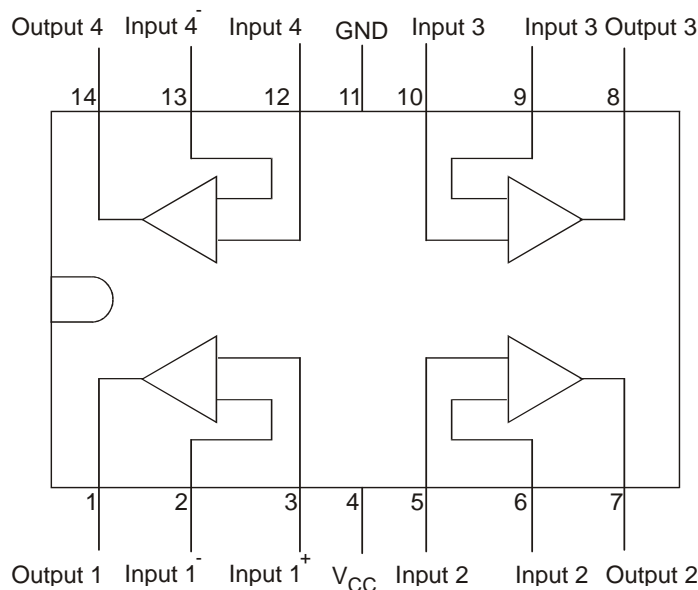 Output 4 Input 4⁻ Input 4 GND Input 3 Input 3 Output 3
14 13 12 11 10 9 8
1 2 3 4 5 6 7
Output 1 Input 1⁻ Input 1⁺ VCC Input 2 Input 2 Output 2